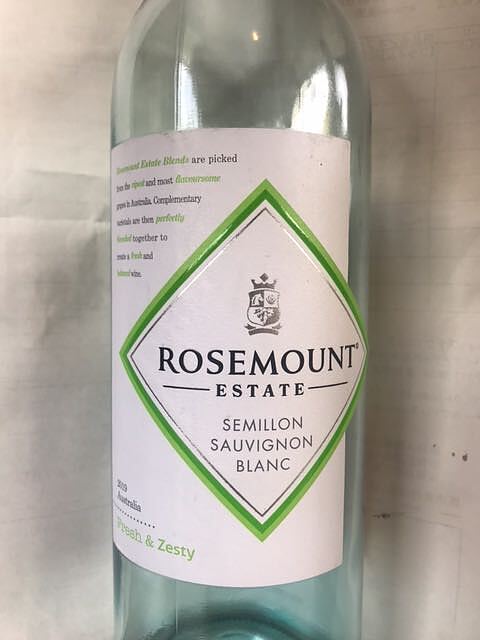 Rosemount Estate Blends are picked
from the ripest and most flavoursome
grapes in Australia. Complementary
varietals are then perfectly
blended together to
create a fresh and
balanced wine.
ROSEMOUNT®
ESTATE
SEMILLON
SAUVIGNON
BLANC
2019
Australia
Fresh & Zesty